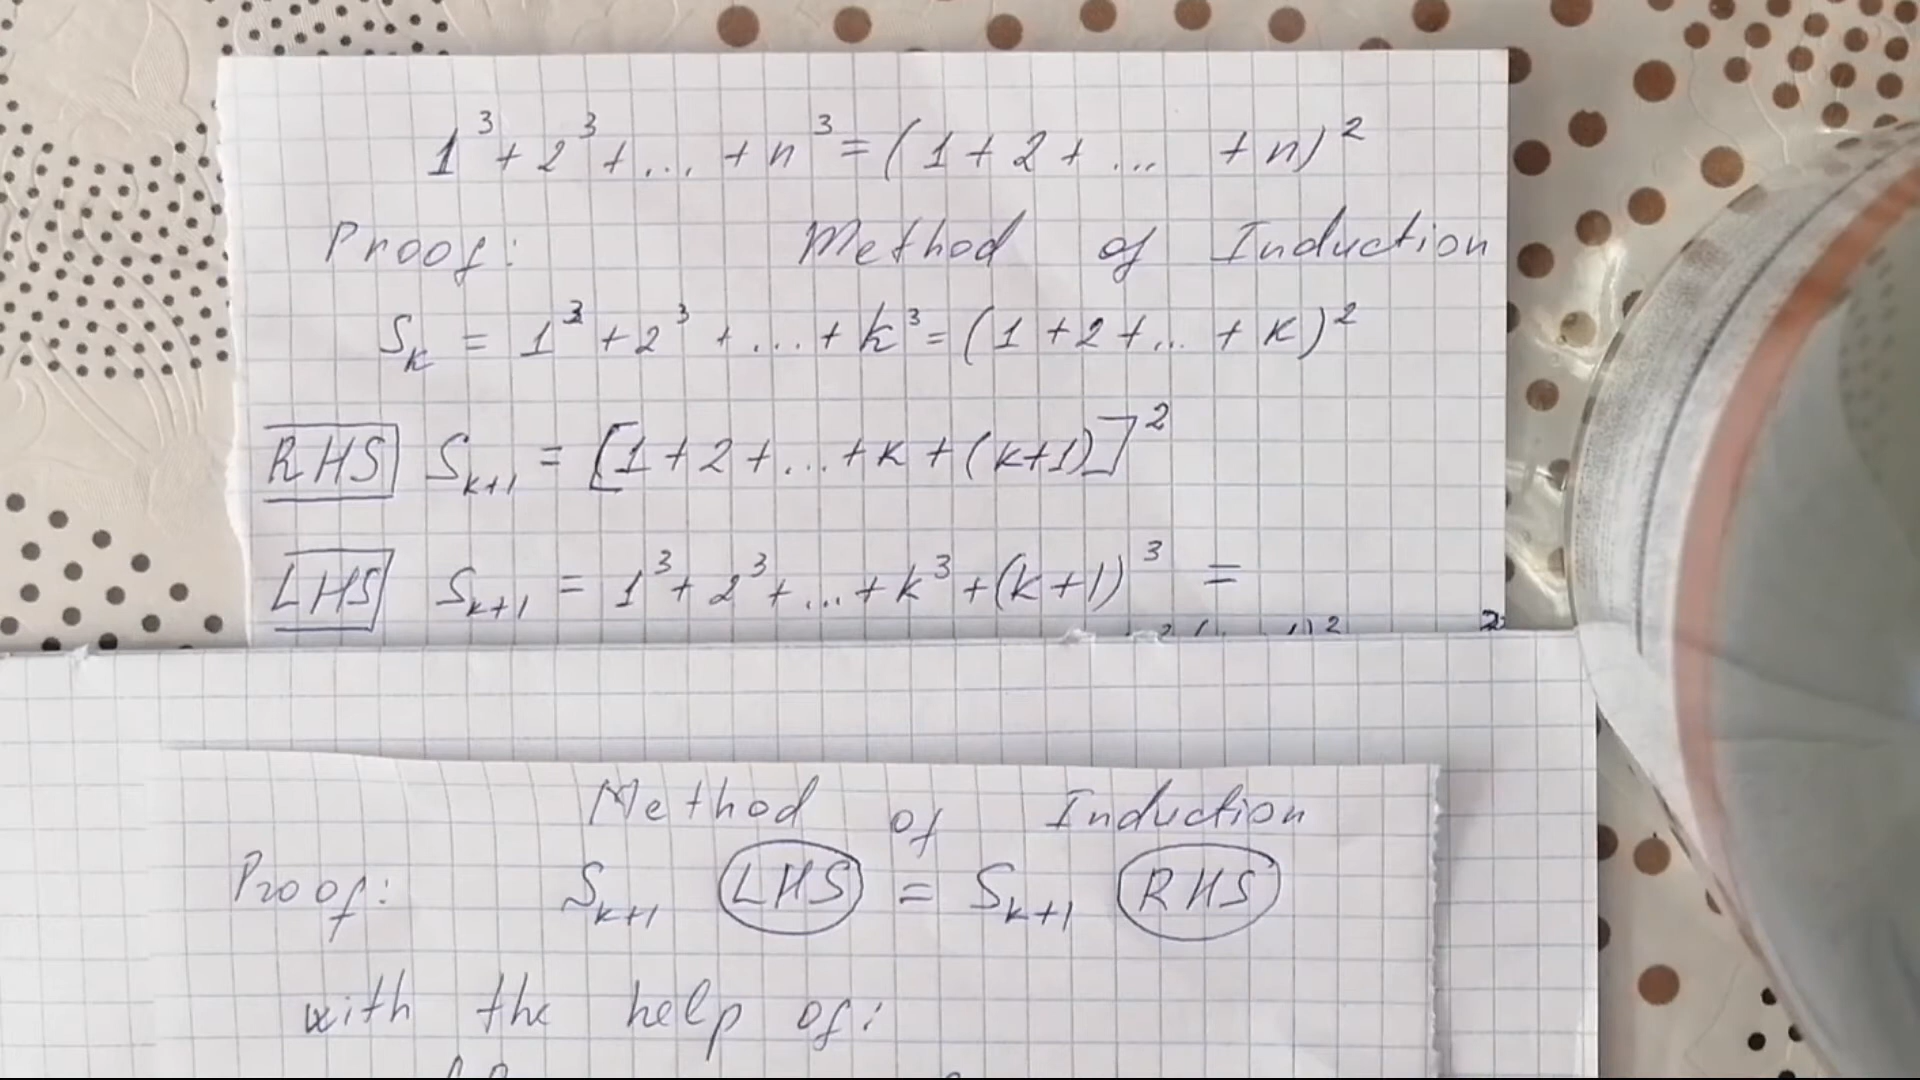 1³ + 2³ + ... + n³ = (1 + 2 + ... + n)²
Proof: Method of Induction
Sₖ = 1³ + 2³ + ... + k³ = (1 + 2 + ... + k)²
RHS Sₖ₊₁ = [1 + 2 + ... + k + (k+1)]²
LHS Sₖ₊₁ = 1³ + 2³ + ... + k³ + (k+1)³ =
Method of Induction
Proof: Sₖ₊₁ LHS = Sₖ₊₁ RHS
with the help of: